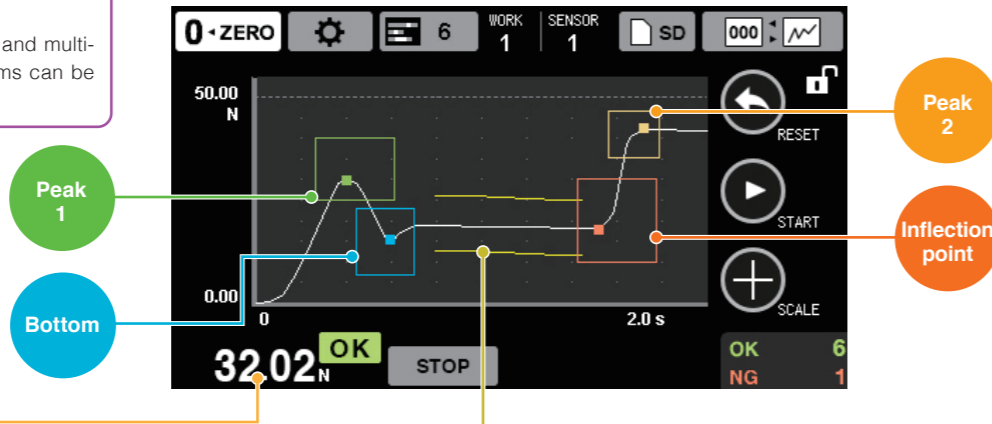 and multi-
ms can be
0 ZERO
6
WORK
1
SENSOR
1
SD
000
50.00
N
0.00
0
2.0 s
RESET
START
SCALE
Peak
1
Bottom
Peak
2
Inflection
point
32.02 N
OK
STOP
OK 6
NG 1